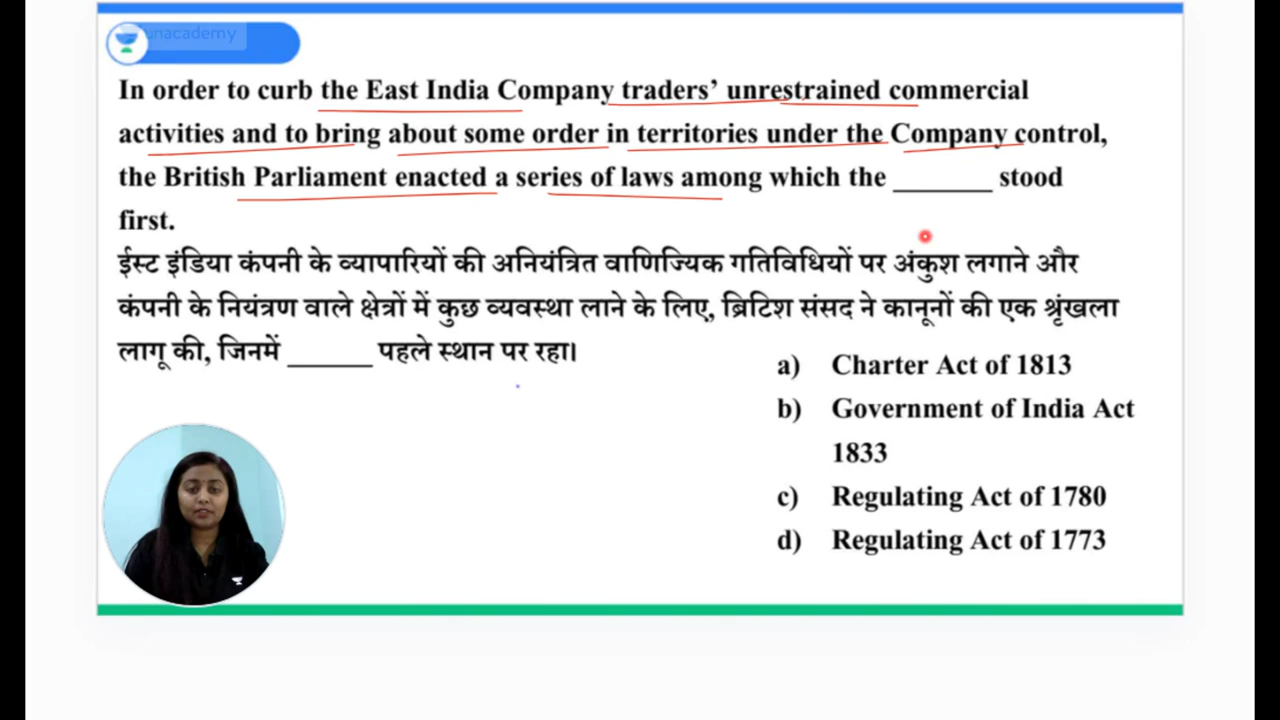 unacademy
In order to curb the East India Company traders’ unrestrained commercial
activities and to bring about some order in territories under the Company control,
the British Parliament enacted a series of laws among which the _______ stood
first.
ईस्ट इंडिया कंपनी के व्यापारियों की अनियंत्रित वाणिज्यिक गतिविधियों पर अंकुश लगाने और
कंपनी के नियंत्रण वाले क्षेत्रों में कुछ व्यवस्था लाने के लिए, ब्रिटिश संसद ने कानूनों की एक श्रृंखला
लागू की, जिनमें ______ पहले स्थान पर रहा।
a) Charter Act of 1813
b) Government of India Act
1833
c) Regulating Act of 1780
d) Regulating Act of 1773